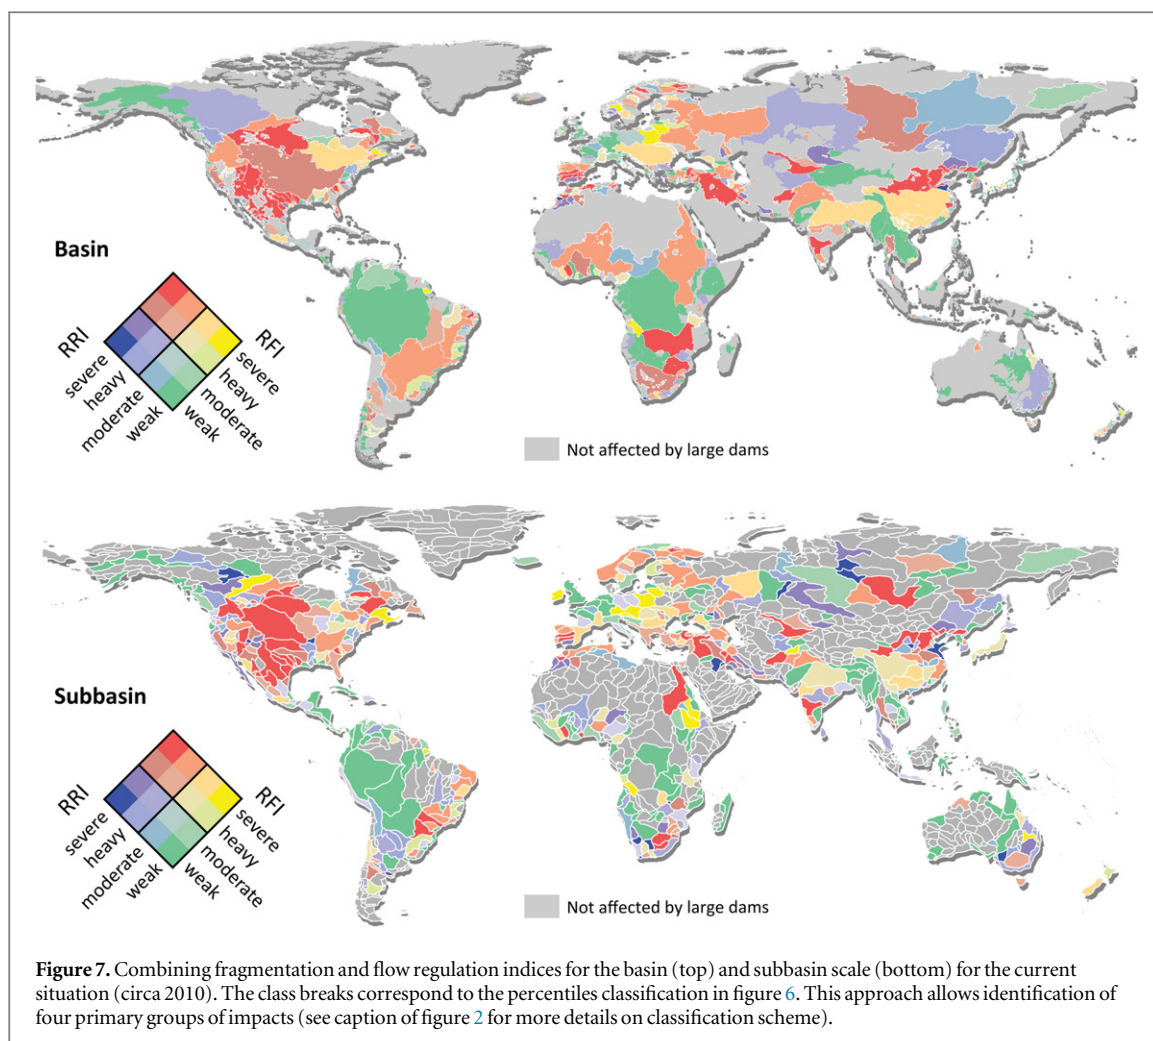 Basin
RRI
RFI
severe
heavy
moderate
weak
severe
heavy
moderate
weak
Not affected by large dams
Subbasin
RRI
RFI
severe
heavy
moderate
weak
severe
heavy
moderate
weak
Not affected by large dams
Figure 7. Combining fragmentation and flow regulation indices for the basin (top) and subbasin scale (bottom) for the current
situation (circa 2010). The class breaks correspond to the percentiles classification in figure 6. This approach allows identification of
four primary groups of impacts (see caption of figure 2 for more details on classification scheme).